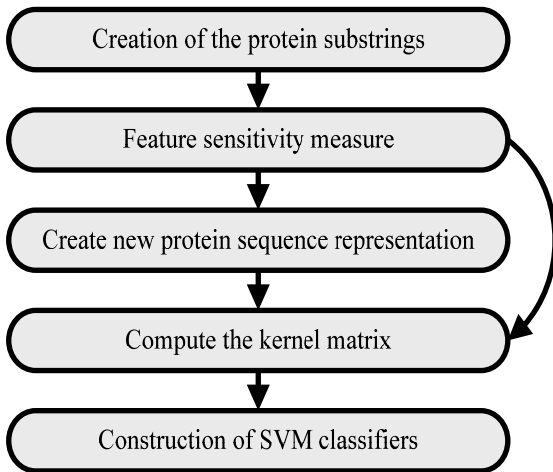 Creation of the protein substrings
Feature sensitivity measure
Create new protein sequence representation
Compute the kernel matrix
Construction of SVM classifiers